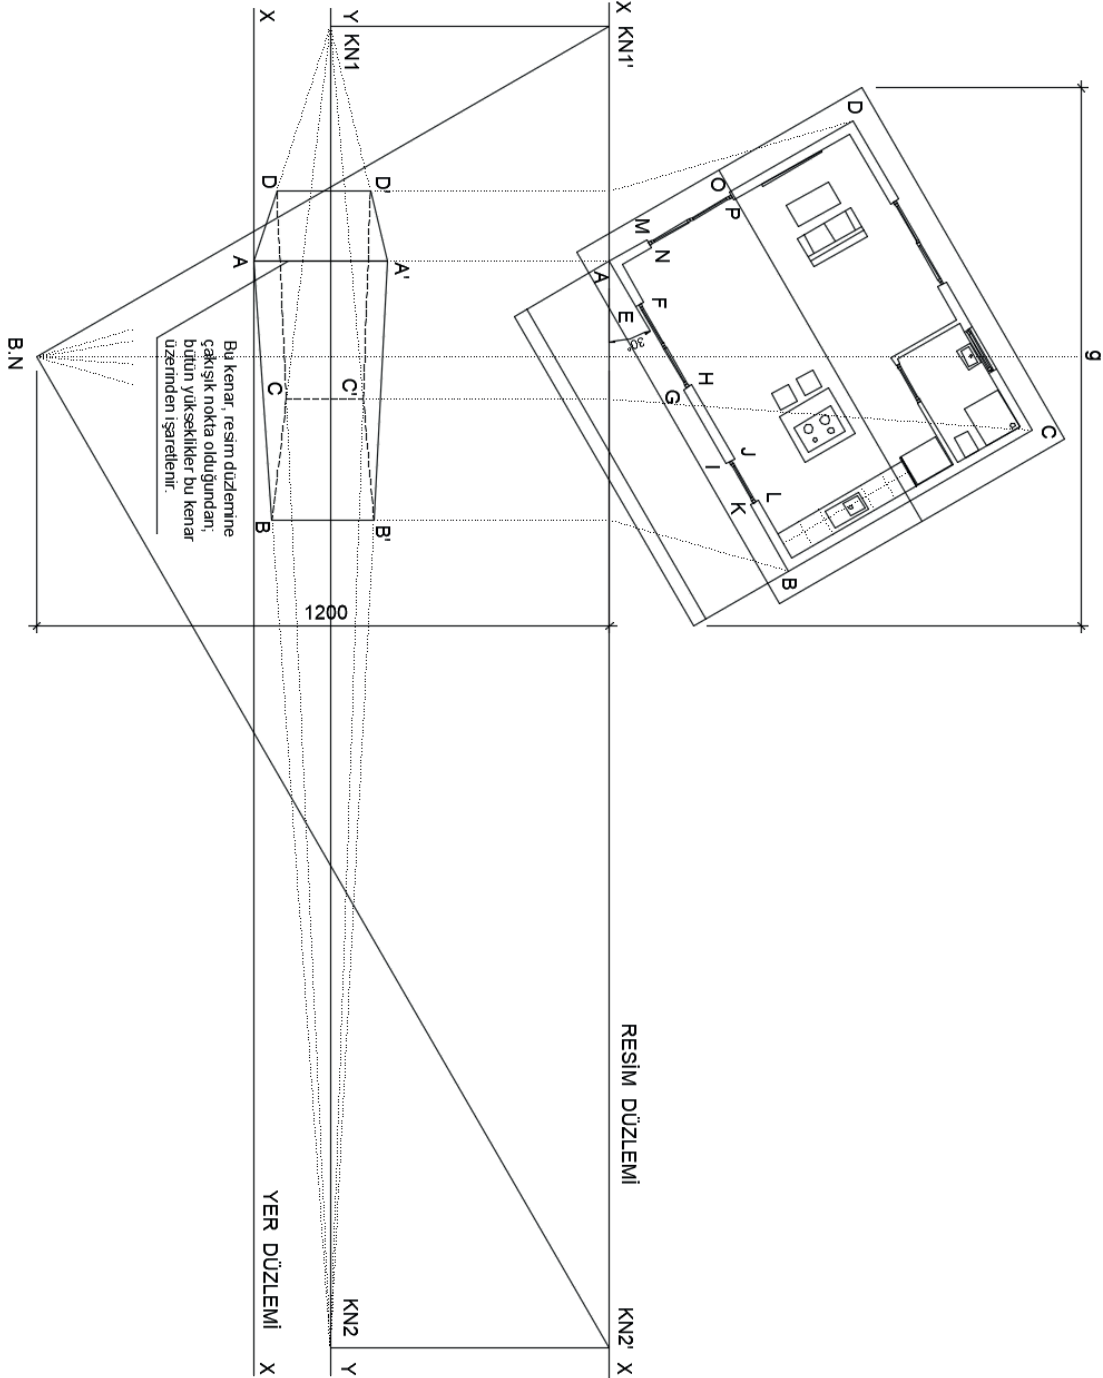 g
D
C
O
P
M
N
A
F
E
30°
H
G
J
I
L
K
B
X
KN1'
RESİM DÜZLEMİ
KN2'
X
Y
KN1
KN2
Y
D'
A'
C'
B'
D
A
C
B
X
YER DÜZLEMİ
X
1200
Bu kenar, resim düzlemine
çakışık nokta olduğundan;
bütün yükseklikler bu kenar
üzerinden işaretlenir.
B.N